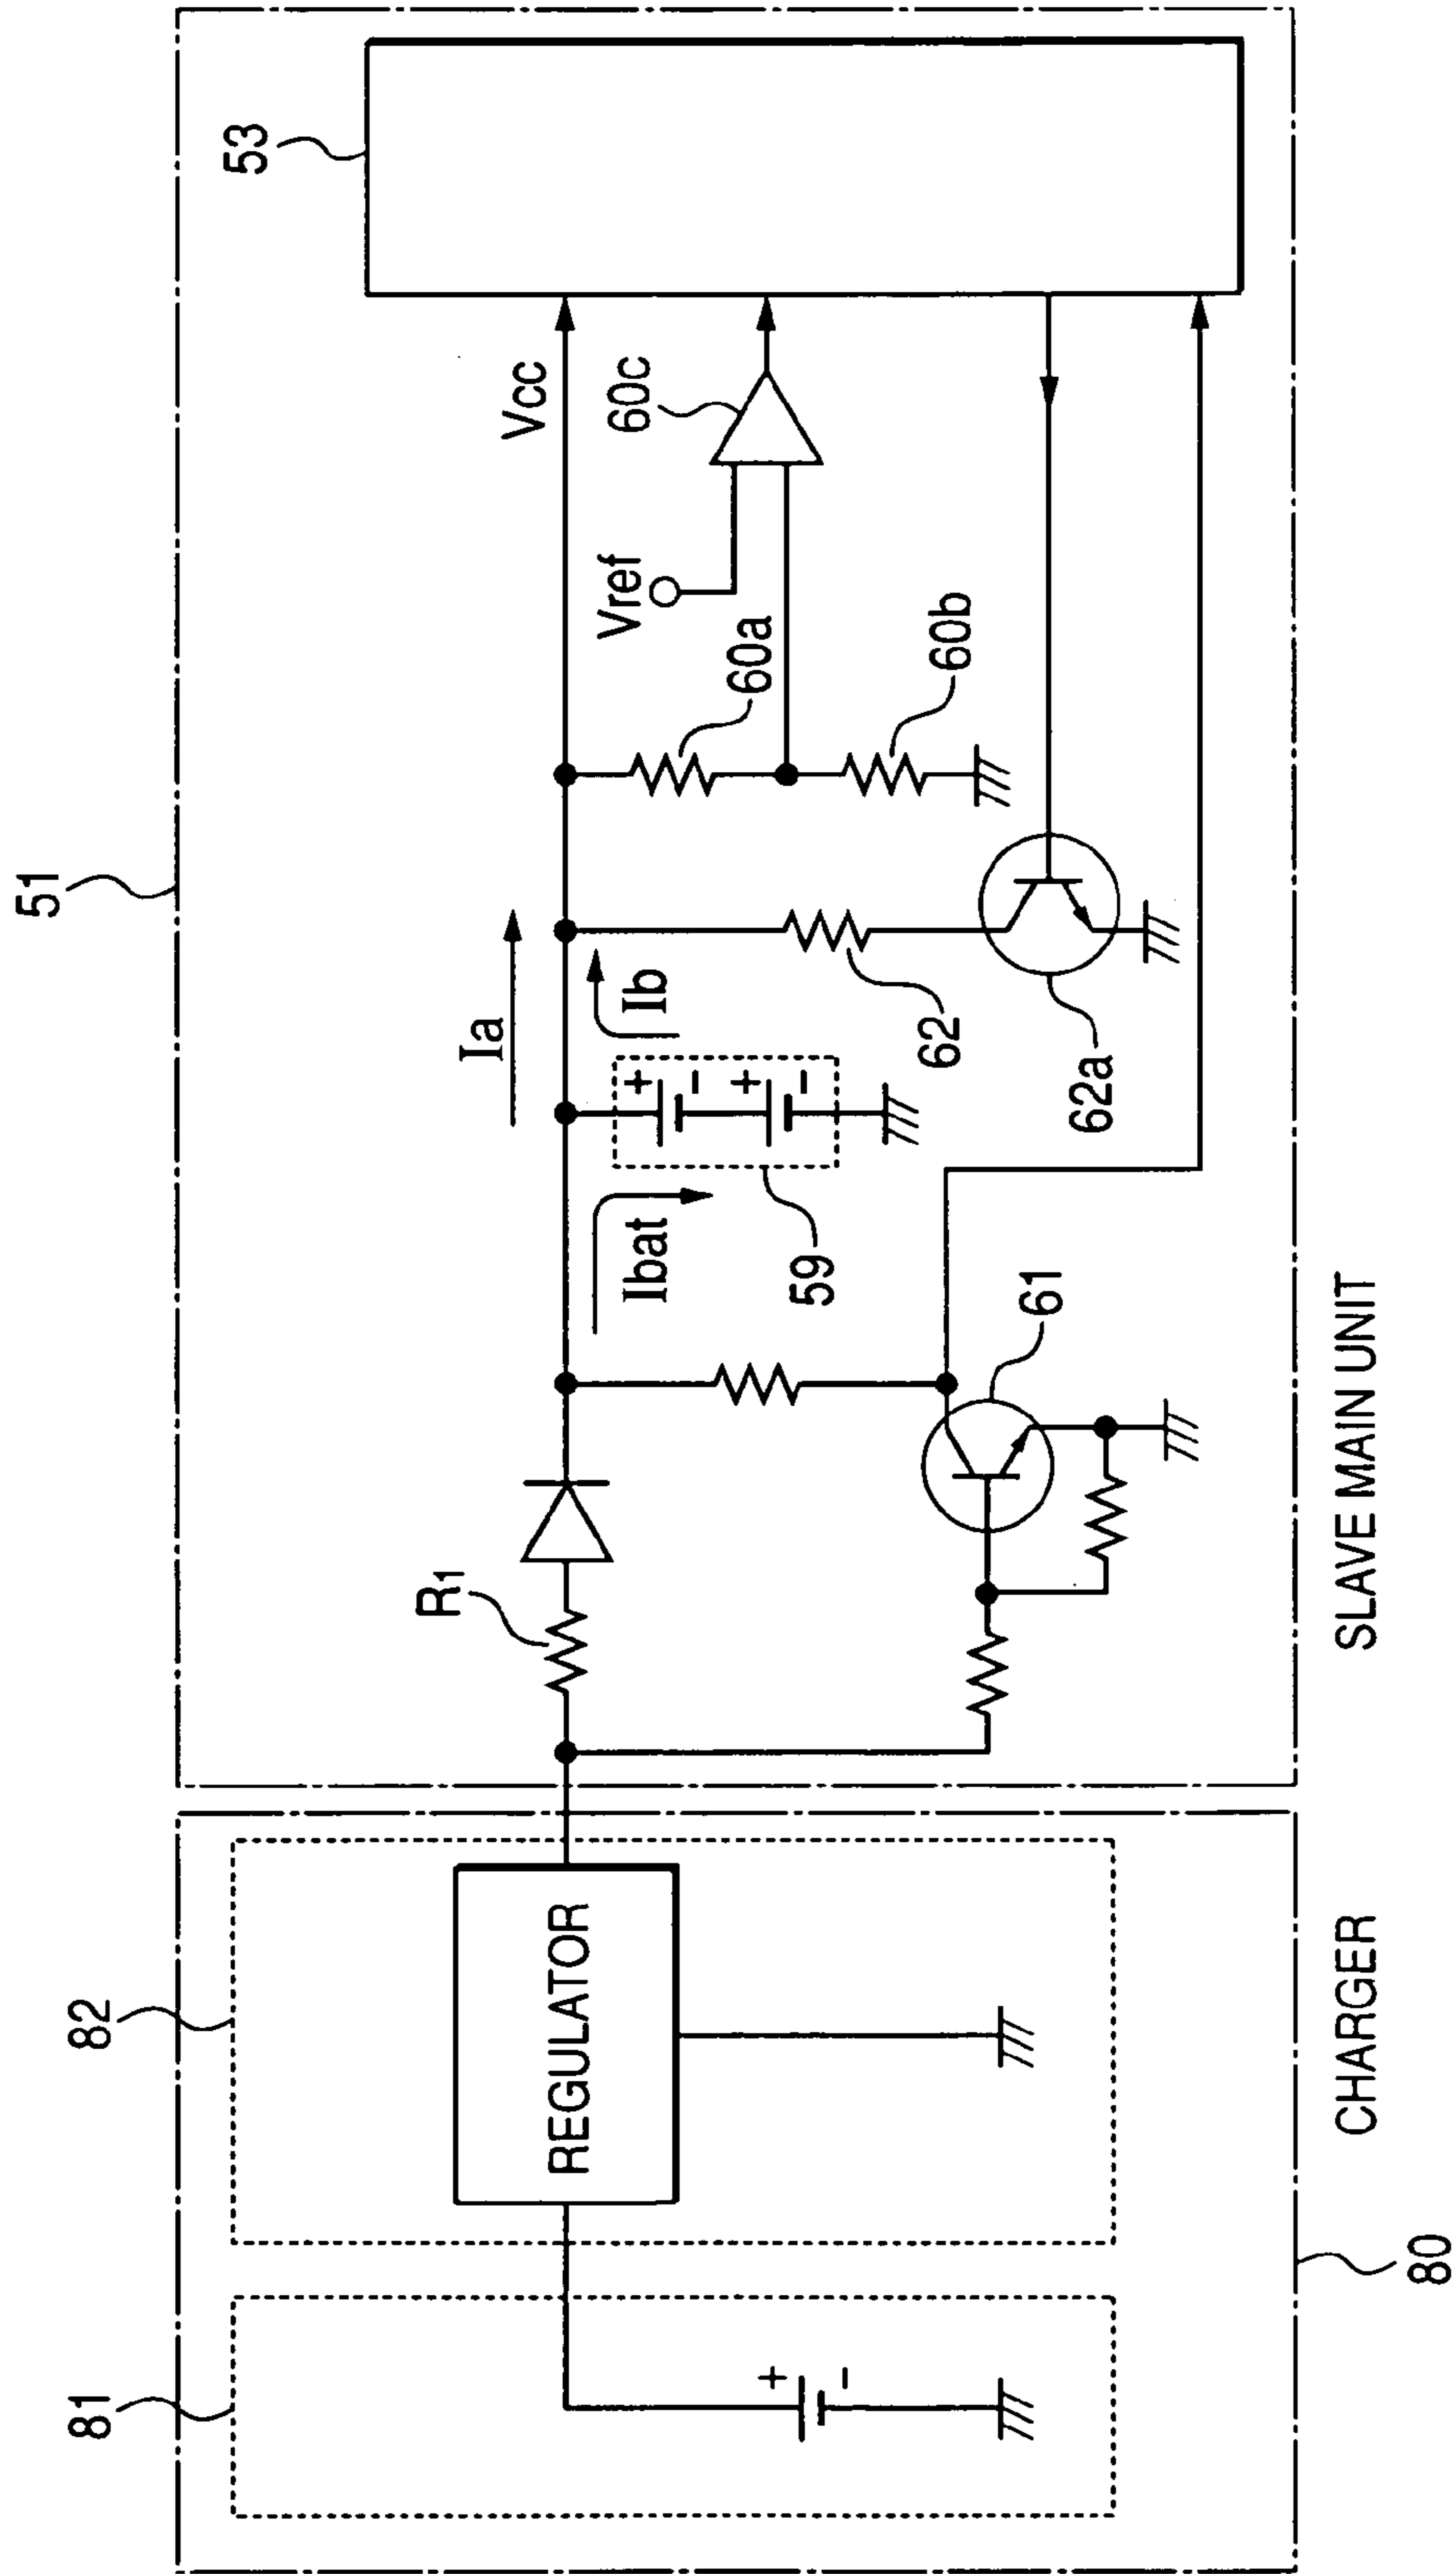 51
53
82
81
80
REGULATOR
R1
Ia
Ibat
Ib
Vcc
Vref
60a
60b
60c
59
61
62
62a
CHARGER
SLAVE MAIN UNIT
+
-
+
-
+
-